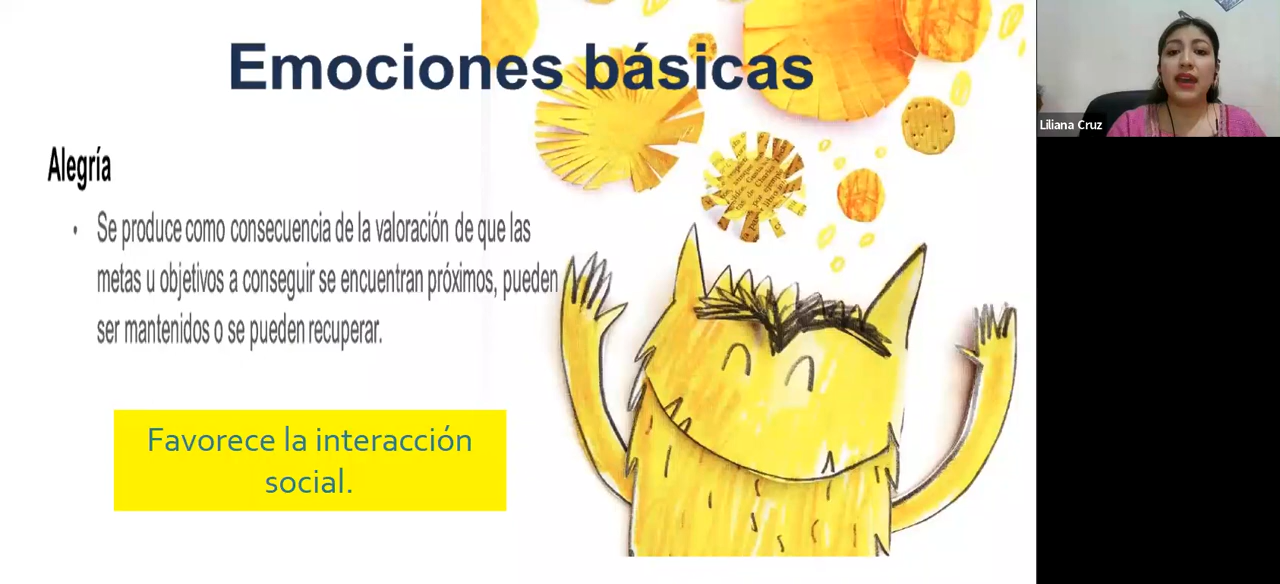 Emociones básicas
Alegría
• Se produce como consecuencia de la valoración de que las
metas u objetivos a conseguir se encuentran próximos, pueden
ser mantenidos o se pueden recuperar.
Favorece la interacción
social.
Liliana Cruz